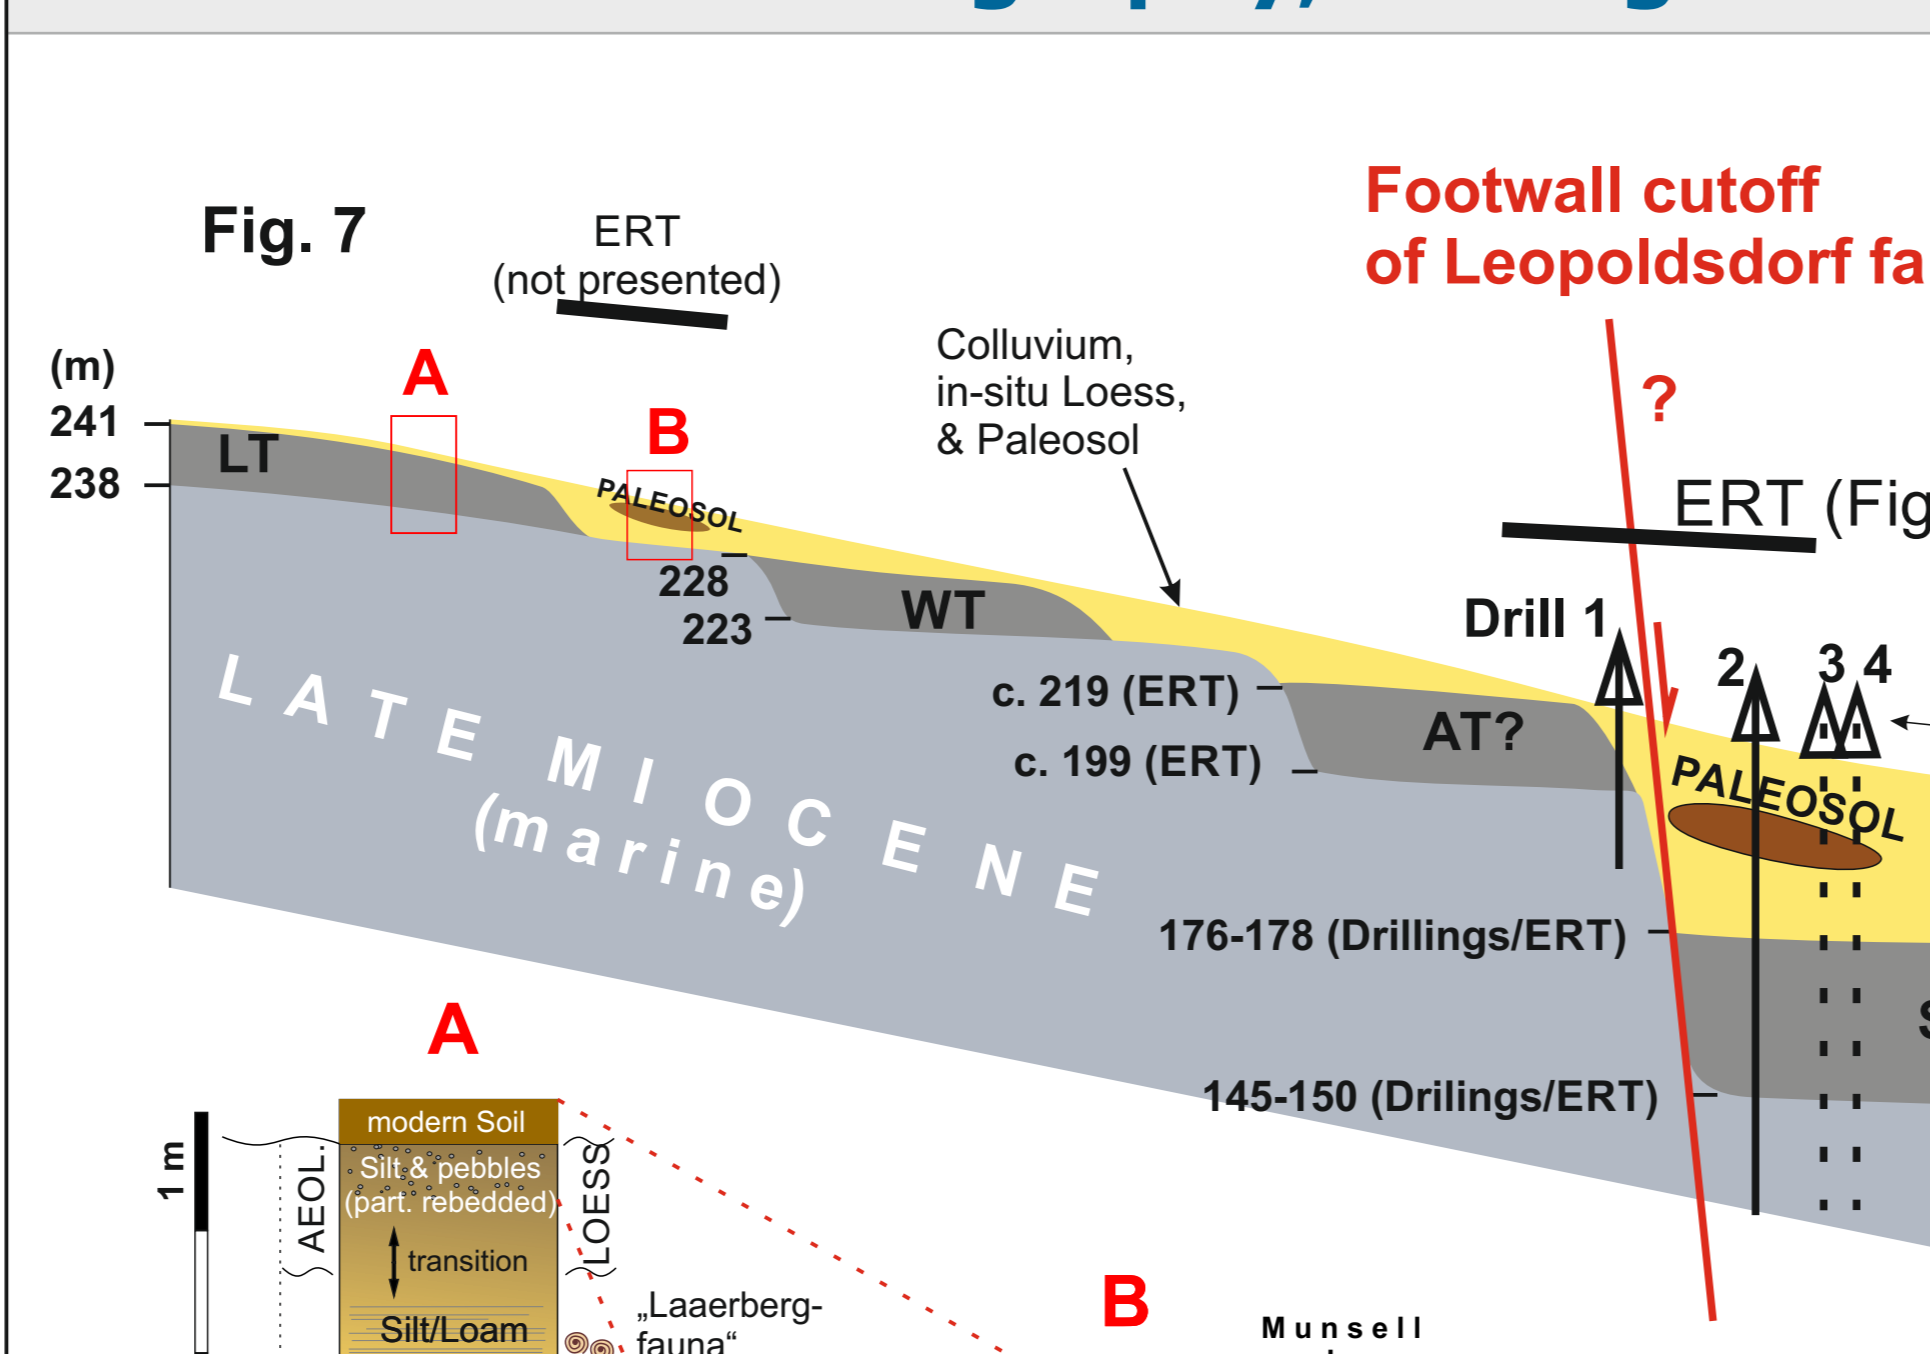 Fig. 7
ERT
(not presented)
Footwall cutoff
of Leopoldsdorf fa
(m)
241
238
A
LT
B
PALEOSOL
Colluvium,
in-situ Loess,
& Paleosol
?
ERT (Fig
228
223
WT
Drill 1
2
3
4
c. 219 (ERT)
c. 199 (ERT)
AT?
PALEOSOL
LATE MIOCENE
(marine)
176-178 (Drillings/ERT)
145-150 (Drilings/ERT)
A
1 m
AEOL.
modern Soil
Silt & pebbles
(part. rebedded)
transition
Silt/Loam
LOESS
„Laaerberg-
fauna“
B
Munsell